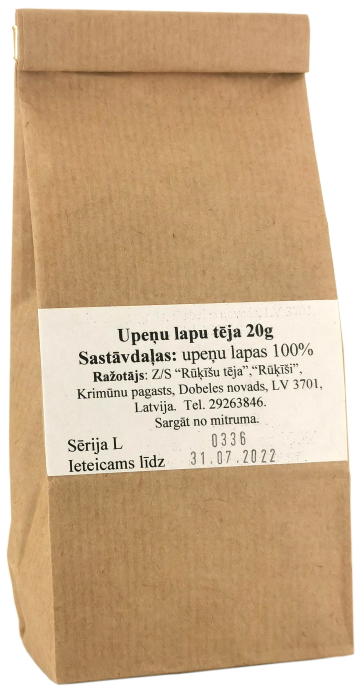 Upeņu lapu tēja 20g
Sastāvdaļas: upeņu lapas 100%
Ražotājs: Z/S “Rūķīšu tēja”,“Rūķīši”,
Krimūnu pagasts, Dobeles novads, LV 3701,
Latvija. Tel. 29263846.
Sargāt no mitruma.
Sērija L 0336
Ieteicams līdz 31.07.2022